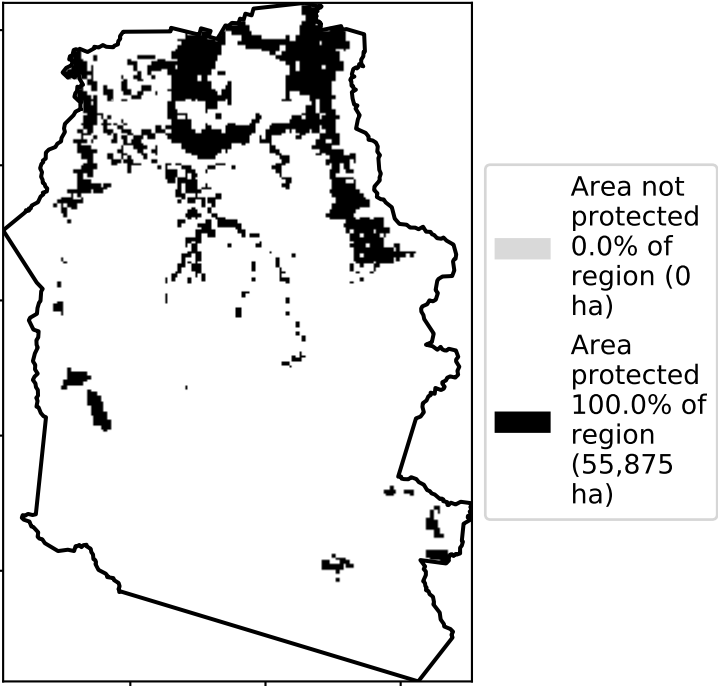 Area not
protected
0.0% of
region (0
ha)
Area
protected
100.0% of
region
(55,875
ha)